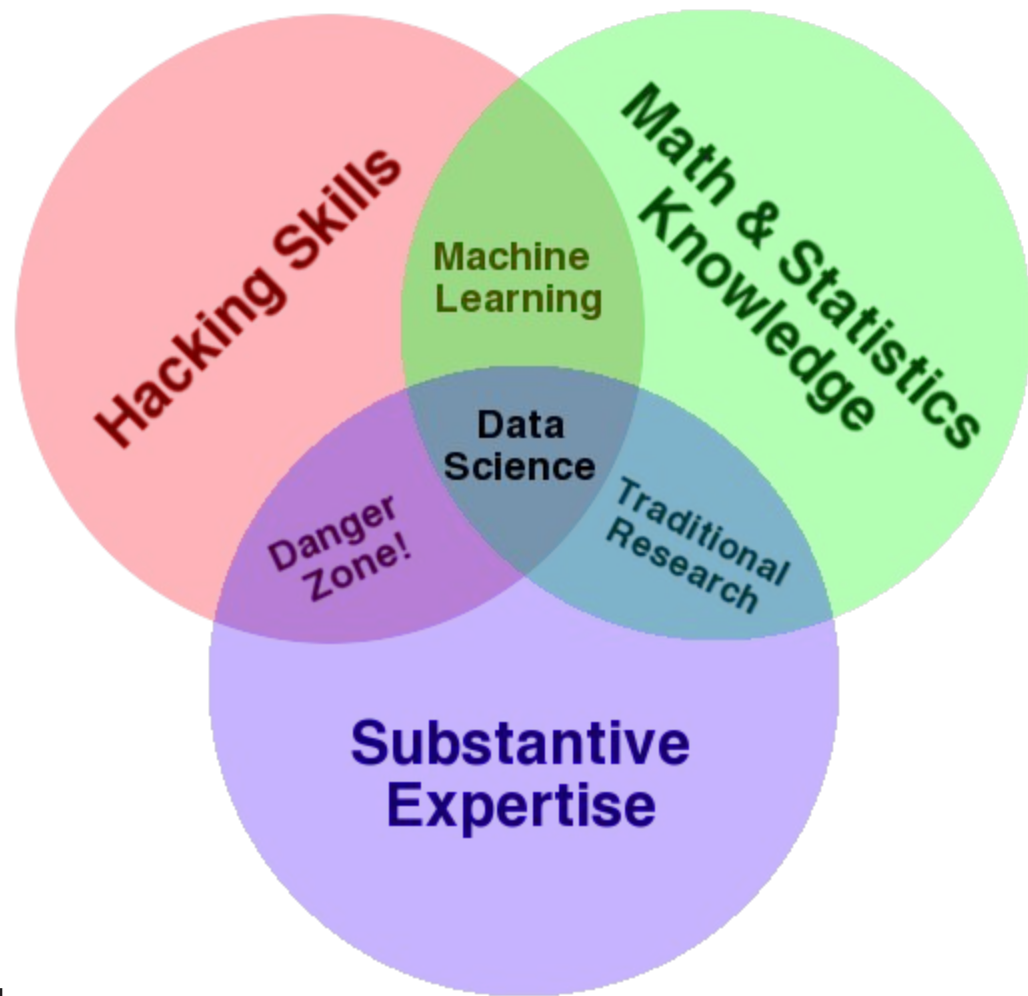 Hacking Skills
Math & Statistics
Knowledge
Machine
Learning
Data
Science
Danger
Zone!
Traditional
Research
Substantive
Expertise